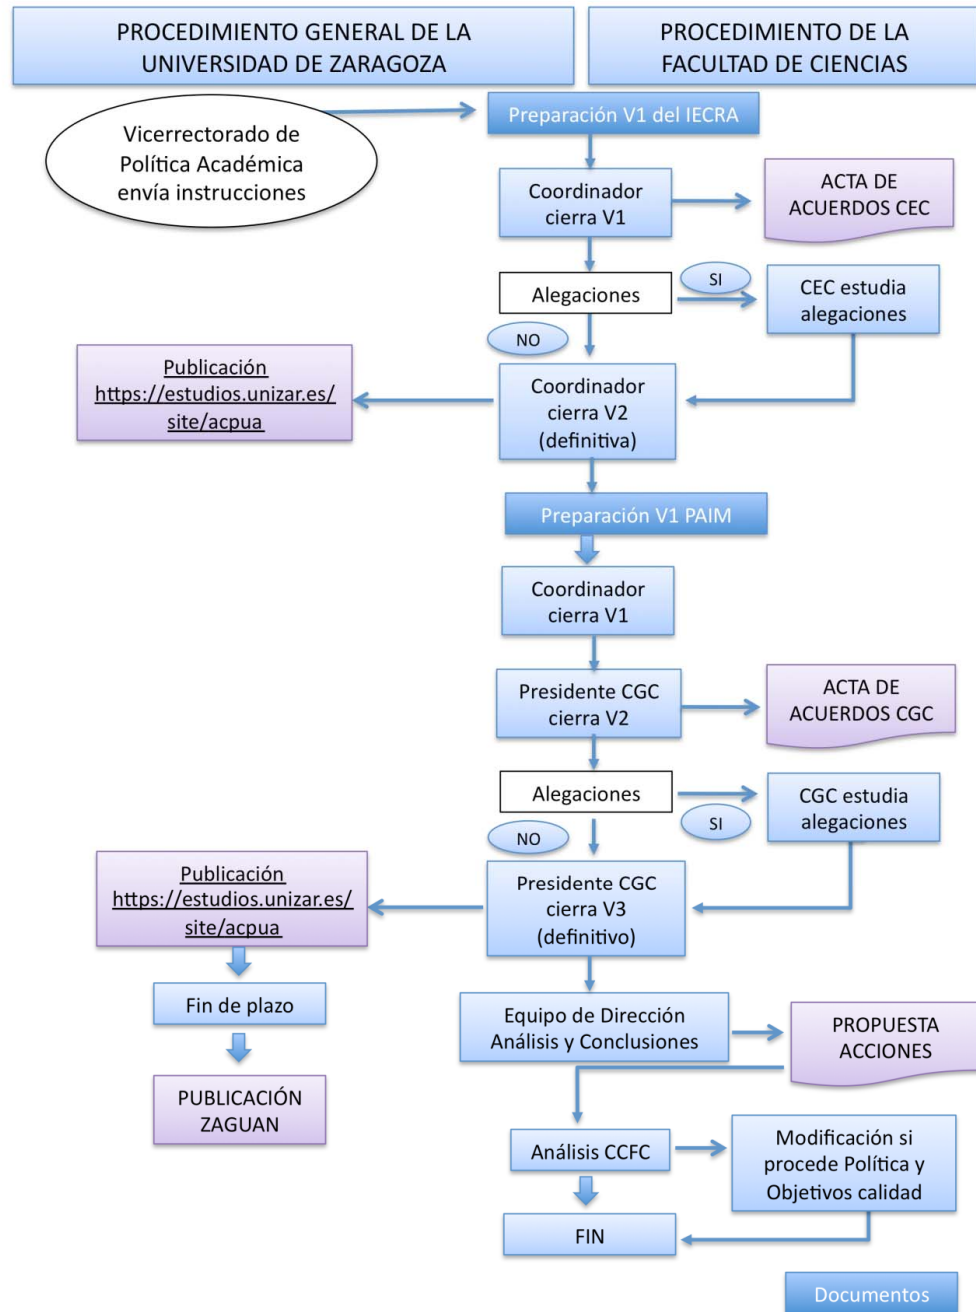 PROCEDIMIENTO GENERAL DE LA
UNIVERSIDAD DE ZARAGOZA
PROCEDIMIENTO DE LA
FACULTAD DE CIENCIAS
Vicerrectorado de
Política Académica
envía instrucciones
Preparación V1 del IECRA
Coordinador
cierra V1
ACTA DE
ACUERDOS CEC
Alegaciones
SI
CEC estudia
alegaciones
NO
Publicación
https://estudios.unizar.es/
site/acpua
Coordinador
cierra V2
(definitiva)
Preparación V1 PAIM
Coordinador
cierra V1
Presidente CGC
cierra V2
ACTA DE
ACUERDOS CGC
Alegaciones
SI
CGC estudia
alegaciones
NO
Publicación
https://estudios.unizar.es/
site/acpua
Presidente CGC
cierra V3
(definitivo)
Fin de plazo
Equipo de Dirección
Análisis y Conclusiones
PROPUESTA
ACCIONES
PUBLICACIÓN
ZAGUAN
Análisis CCFC
Modificación si
procede Política y
Objetivos calidad
FIN
Documentos